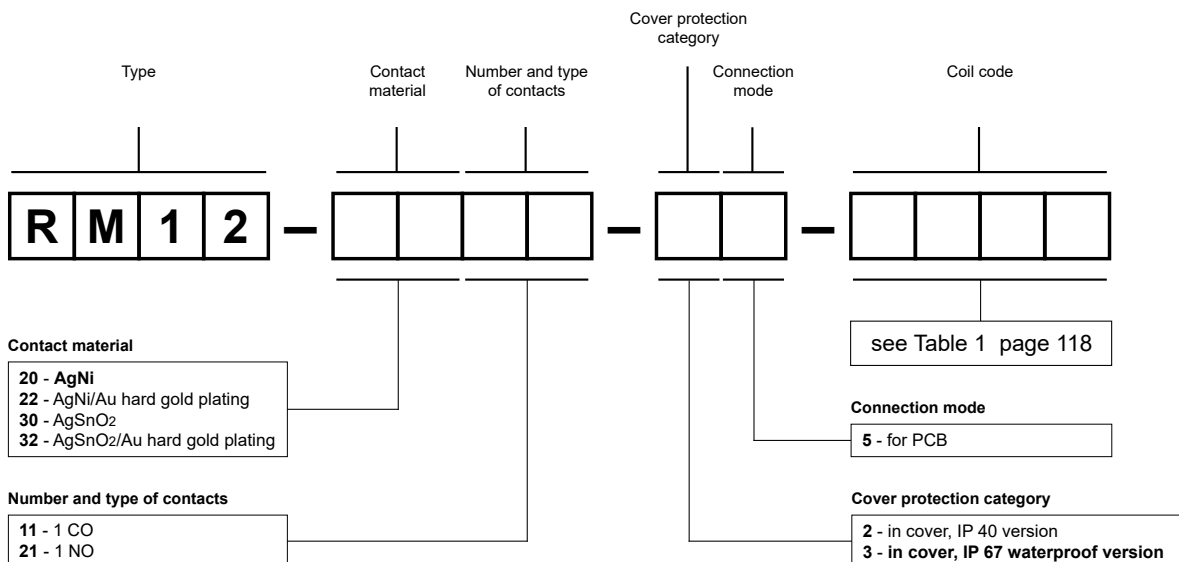 Cover protection
category
Type
Contact
material
Number and type
of contacts
Connection
mode
Coil code
RM12 – –  –
see Table 1 page 118
Contact material
20 - AgNi
22 - AgNi/Au hard gold plating
30 - AgSnO2
32 - AgSnO2/Au hard gold plating
Connection mode
5 - for PCB
Number and type of contacts
11 - 1 CO
21 - 1 NO
Cover protection category
2 - in cover, IP 40 version
3 - in cover, IP 67 waterproof version